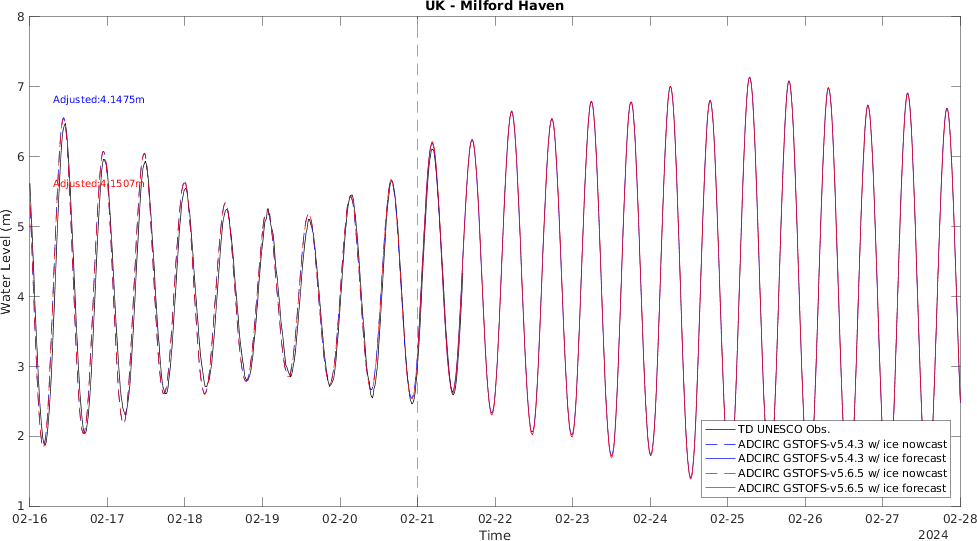 UK - Milford Haven
8
7
6
5
4
3
2
1
Water Level (m)
Adjusted:4.1475m
Adjusted:4.1507m
TD UNESCO Obs.
ADCIRC GSTOFS-v5.4.3 w/ ice nowcast
ADCIRC GSTOFS-v5.4.3 w/ ice forecast
ADCIRC GSTOFS-v5.6.5 w/ ice nowcast
ADCIRC GSTOFS-v5.6.5 w/ ice forecast
02-16 02-17 02-18 02-19 02-20 02-21 02-22 02-23 02-24 02-25 02-26 02-27 02-28
Time
2024